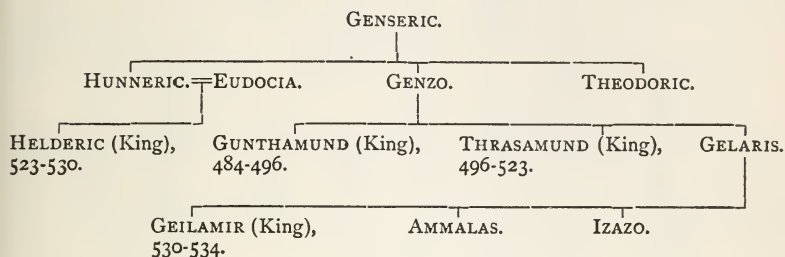 GENSERIC.
HUNNERIC.=EUDOCIA. GENZO. THEODORIC.
HELDERIC (King), GUNTHAMUND (King), THRASAMUND (King), GELARIS.
523-530. 484-496. 496-523.
GEILAMIR (King), AMMALAS. IZAZO.
530-534.